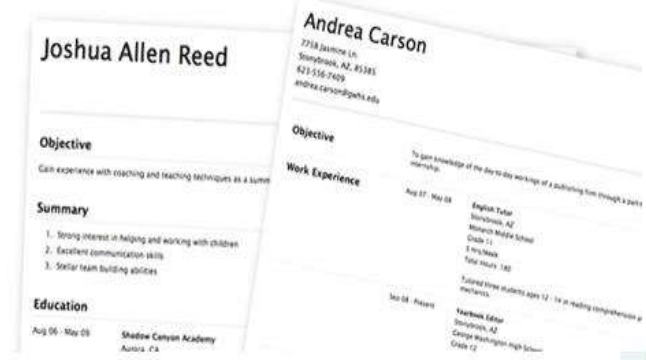 Joshua Allen Reed
Objective
Gain experience with coaching and teaching techniques as a summ
Summary
1. Strong interest in helping and working with children
2. Excellent communication skills
3. Stellar team building abilities
Education
Aug 06 - May 09 Shadow Canyon Academy
Aurora, CA
Andrea Carson
7758 Jasmine Ln.
Stonybrook, AZ, 85385
623-556-7409
andrea.carson@gwhs.edu
Objective
To gain knowledge of the day to day workings of a publishing firm through a part
internship.
Work Experience
Aug 07 - May 08 English Tutor
Stonybrook, AZ
Monarch Middle School
Grade 11
5 Hrs/Week
Total Hours: 180
Tutored three students ages 12 - 14 in reading comprehension
mechanics.
Sep 08 - Present Yearbook Editor
Stonybrook, AZ
George Washington High School
Grade 12